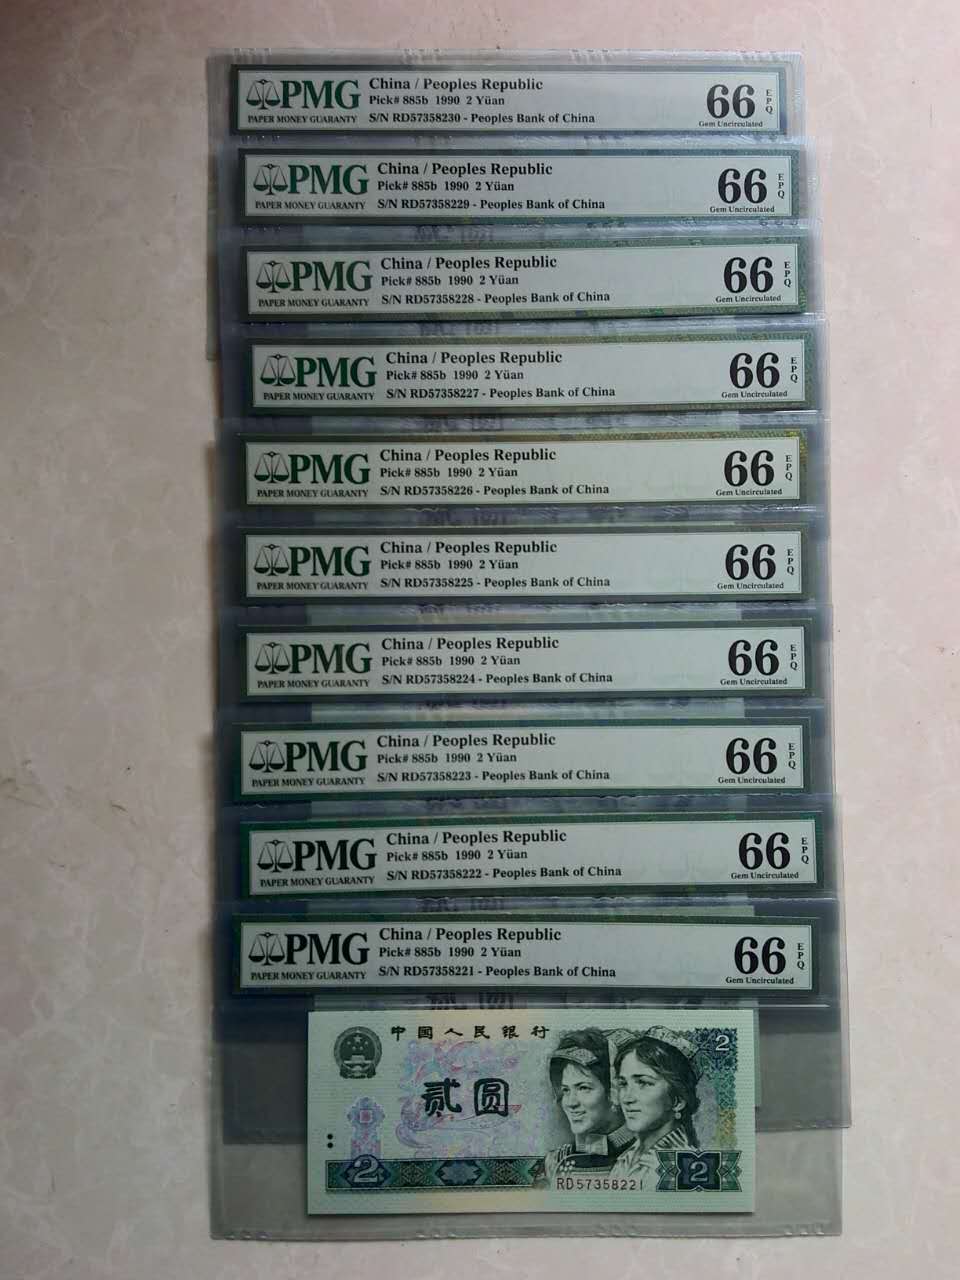 PMG
PAPER MONEY GUARANTY
China / Peoples Republic
Pick# 885b 1990 2 Yüan
S/N RD57358230 - Peoples Bank of China
66 EPQ
Gem Uncirculated
PMG
PAPER MONEY GUARANTY
China / Peoples Republic
Pick# 885b 1990 2 Yüan
S/N RD57358229 - Peoples Bank of China
66 EPQ
Gem Uncirculated
PMG
PAPER MONEY GUARANTY
China / Peoples Republic
Pick# 885b 1990 2 Yüan
S/N RD57358228 - Peoples Bank of China
66 EPQ
Gem Uncirculated
PMG
PAPER MONEY GUARANTY
China / Peoples Republic
Pick# 885b 1990 2 Yüan
S/N RD57358227 - Peoples Bank of China
66 EPQ
Gem Uncirculated
PMG
PAPER MONEY GUARANTY
China / Peoples Republic
Pick# 885b 1990 2 Yüan
S/N RD57358226 - Peoples Bank of China
66 EPQ
Gem Uncirculated
PMG
PAPER MONEY GUARANTY
China / Peoples Republic
Pick# 885b 1990 2 Yüan
S/N RD57358225 - Peoples Bank of China
66 EPQ
Gem Uncirculated
PMG
PAPER MONEY GUARANTY
China / Peoples Republic
Pick# 885b 1990 2 Yüan
S/N RD57358224 - Peoples Bank of China
66 EPQ
Gem Uncirculated
PMG
PAPER MONEY GUARANTY
China / Peoples Republic
Pick# 885b 1990 2 Yüan
S/N RD57358223 - Peoples Bank of China
66 EPQ
Gem Uncirculated
PMG
PAPER MONEY GUARANTY
China / Peoples Republic
Pick# 885b 1990 2 Yüan
S/N RD57358222 - Peoples Bank of China
66 EPQ
Gem Uncirculated
PMG
PAPER MONEY GUARANTY
China / Peoples Republic
Pick# 885b 1990 2 Yüan
S/N RD57358221 - Peoples Bank of China
66 EPQ
Gem Uncirculated
中国人民银行
2
贰圆
2
RD57358221
2